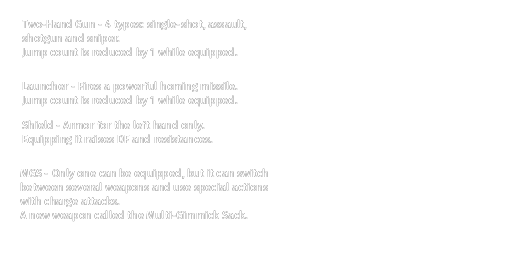 Two-Hand Gun - 4 types: single-shot, assault,
shotgun and sniper.
Jump count is reduced by 1 while equipped.
Launcher - Fires a powerful homing missile.
Jump count is reduced by 1 while equipped.
Shield - Armor for the left hand only.
Equipping it raises DF and resistances.
MGS - Only one can be equipped, but it can switch
between several weapons and use special actions
with charge attacks.
A new weapon called the Multi-Gimmick Sack.